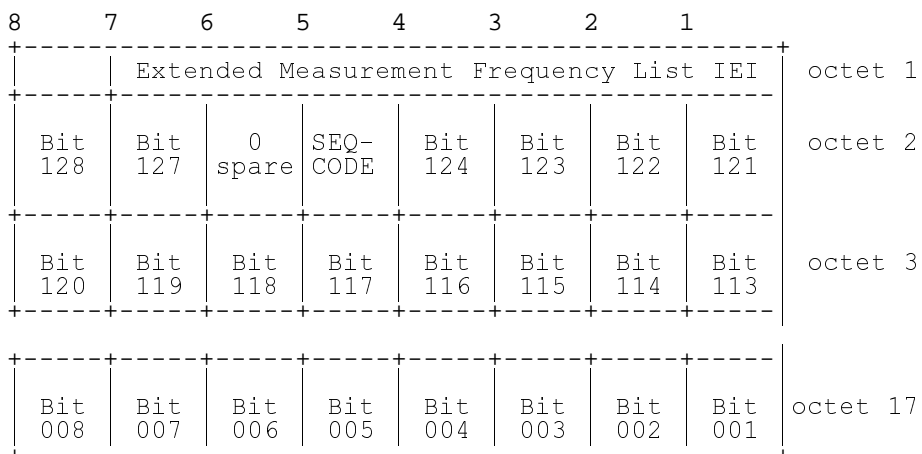 8 7 6 5 4 3 2 1
Extended Measurement Frequency List IEI octet 1
Bit Bit 0 SEQ- Bit Bit Bit Bit octet 2
128 127 spare CODE 124 123 122 121
Bit Bit Bit Bit Bit Bit Bit Bit octet 3
120 119 118 117 116 115 114 113
Bit Bit Bit Bit Bit Bit Bit Bit octet 17
008 007 006 005 004 003 002 001